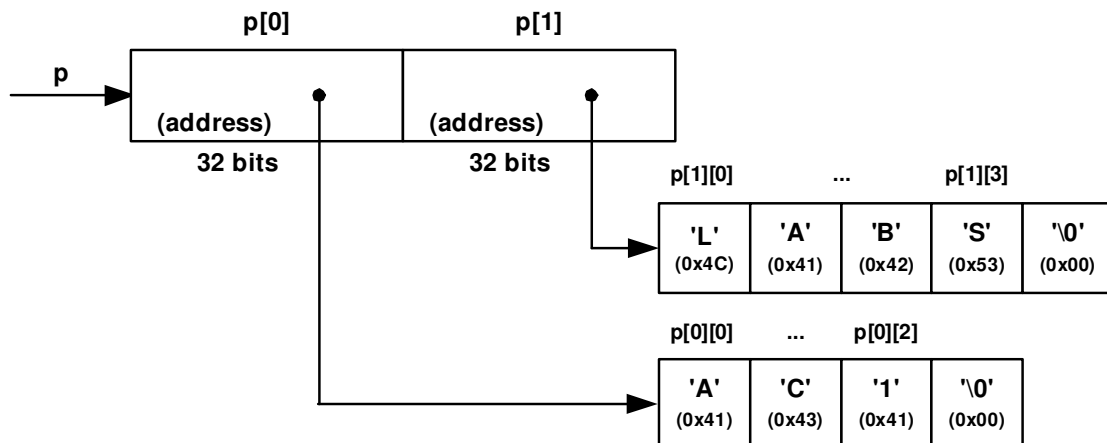 p[0] p[1]
p
(address) (address)
32 bits 32 bits
p[1][0] ... p[1][3]
'L' 'A' 'B' 'S' '\0'
(0x4C) (0x41) (0x42) (0x53) (0x00)
p[0][0] ... p[0][2]
'A' 'C' '1' '\0'
(0x41) (0x43) (0x41) (0x00)